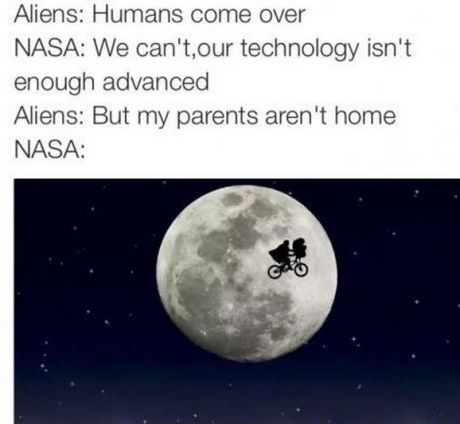 Aliens: Humans come over
NASA: We can't,our technology isn't
enough advanced
Aliens: But my parents aren't home
NASA: